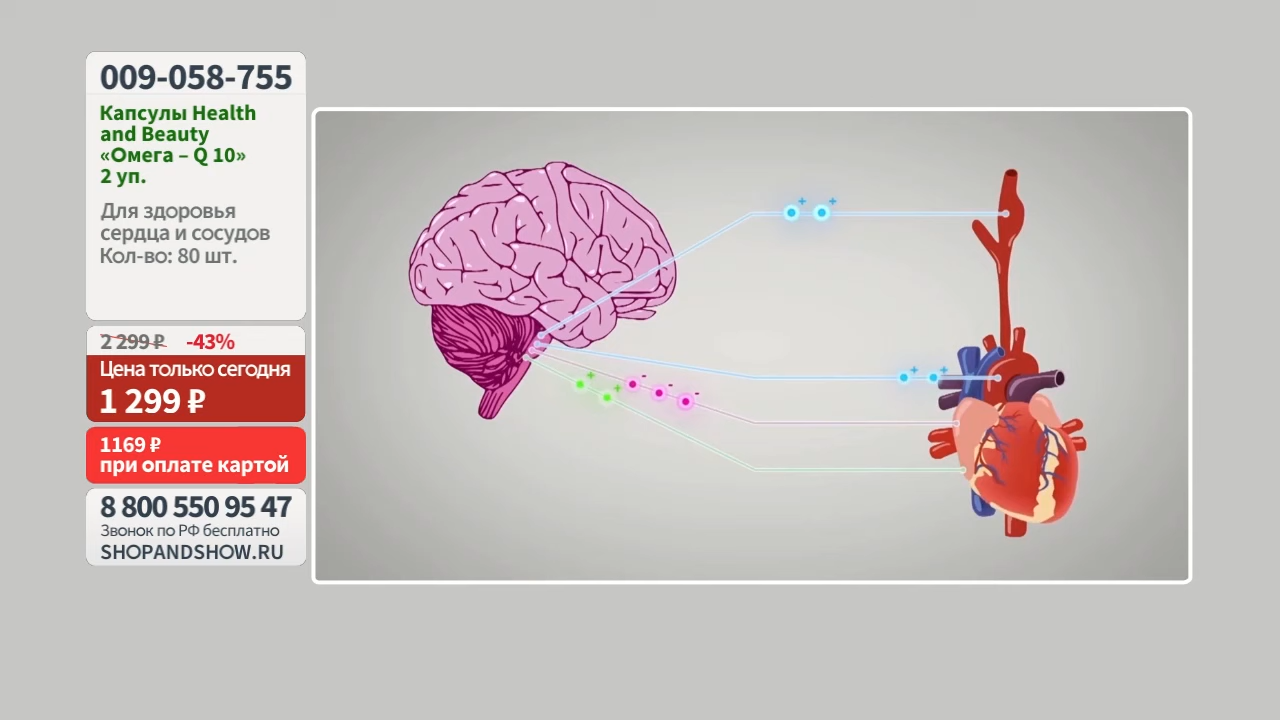 009-058-755
Капсулы Health
and Beauty
«Омега – Q 10»
2 уп.
Для здоровья
сердца и сосудов
Кол-во: 80 шт.
2 299 ₽ -43%
Цена только сегодня
1 299 ₽
1169 ₽
при оплате картой
8 800 550 95 47
Звонок по РФ бесплатно
SHOPANDSHOW.RU